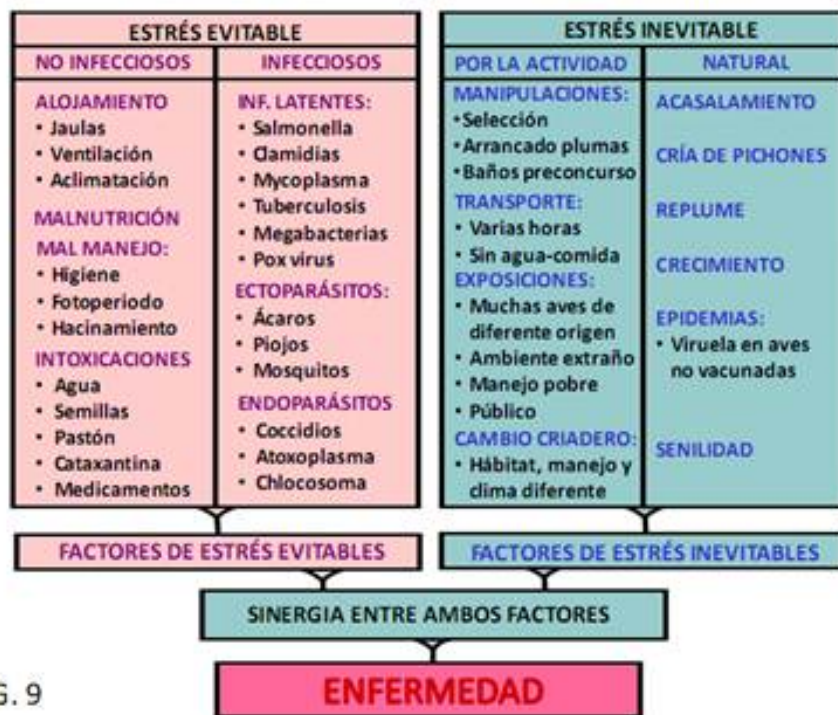 ESTRÉS EVITABLE
NO INFECCIOSOS
ALOJAMIENTO
• Jaulas
• Ventilación
• Aclimatación
MALNUTRICIÓN
MAL MANEJO:
• Higiene
• Fotoperiodo
• Hacinamiento
INTOXICACIONES
• Agua
• Semillas
• Pastón
• Cataxantina
• Medicamentos
INFECCIOSOS
INF. LATENTES:
• Salmonella
• Clamidias
• Mycoplasma
• Tuberculosis
• Megabacterias
• Pox virus
ECTOPARÁSITOS:
• Ácaros
• Piojos
• Mosquitos
ENDOPARÁSITOS
• Coccidios
• Atoxoplasma
• Chlocosoma
FACTORES DE ESTRÉS EVITABLES
ESTRÉS INEVITABLE
POR LA ACTIVIDAD
MANIPULACIONES:
•Selección
•Arrancado plumas
•Baños preconcurso
TRANSPORTE:
• Varias horas
• Sin agua-comida
EXPOSICIONES:
• Muchas aves de
diferente origen
• Ambiente extraño
• Manejo pobre
• Público
CAMBIO CRIADERO:
• Hábitat, manejo y
clima diferente
NATURAL
ACASALAMIENTO
CRÍA DE PICHONES
REPLUME
CRECIMIENTO
EPIDEMIAS:
• Viruela en aves
no vacunadas
SENILIDAD
FACTORES DE ESTRÉS INEVITABLES
SINERGIA ENTRE AMBOS FACTORES
ENFERMEDAD
G. 9